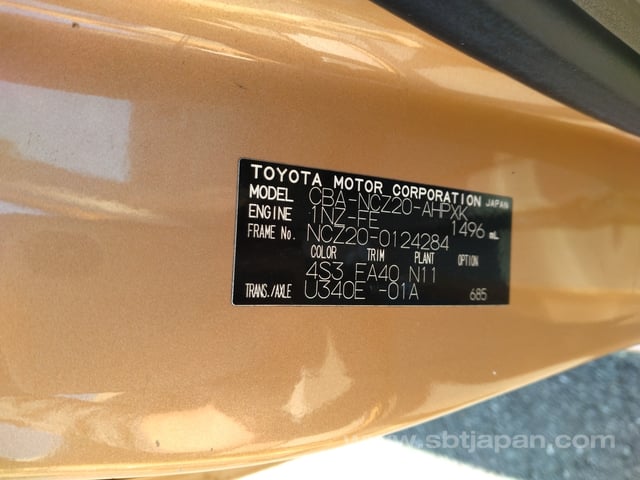 TOYOTA MOTOR CORPORATION JAPAN
MODEL CBA-NCZ20-AHPXK
ENGINE 1NZ-FE 1496 mL
FRAME No. NCZ20-0124284
COLOR TRIM PLANT OPTION
4S3 FA40 N11
TRANS./AXLE U340E -01A 685
www.sbtjapan.com